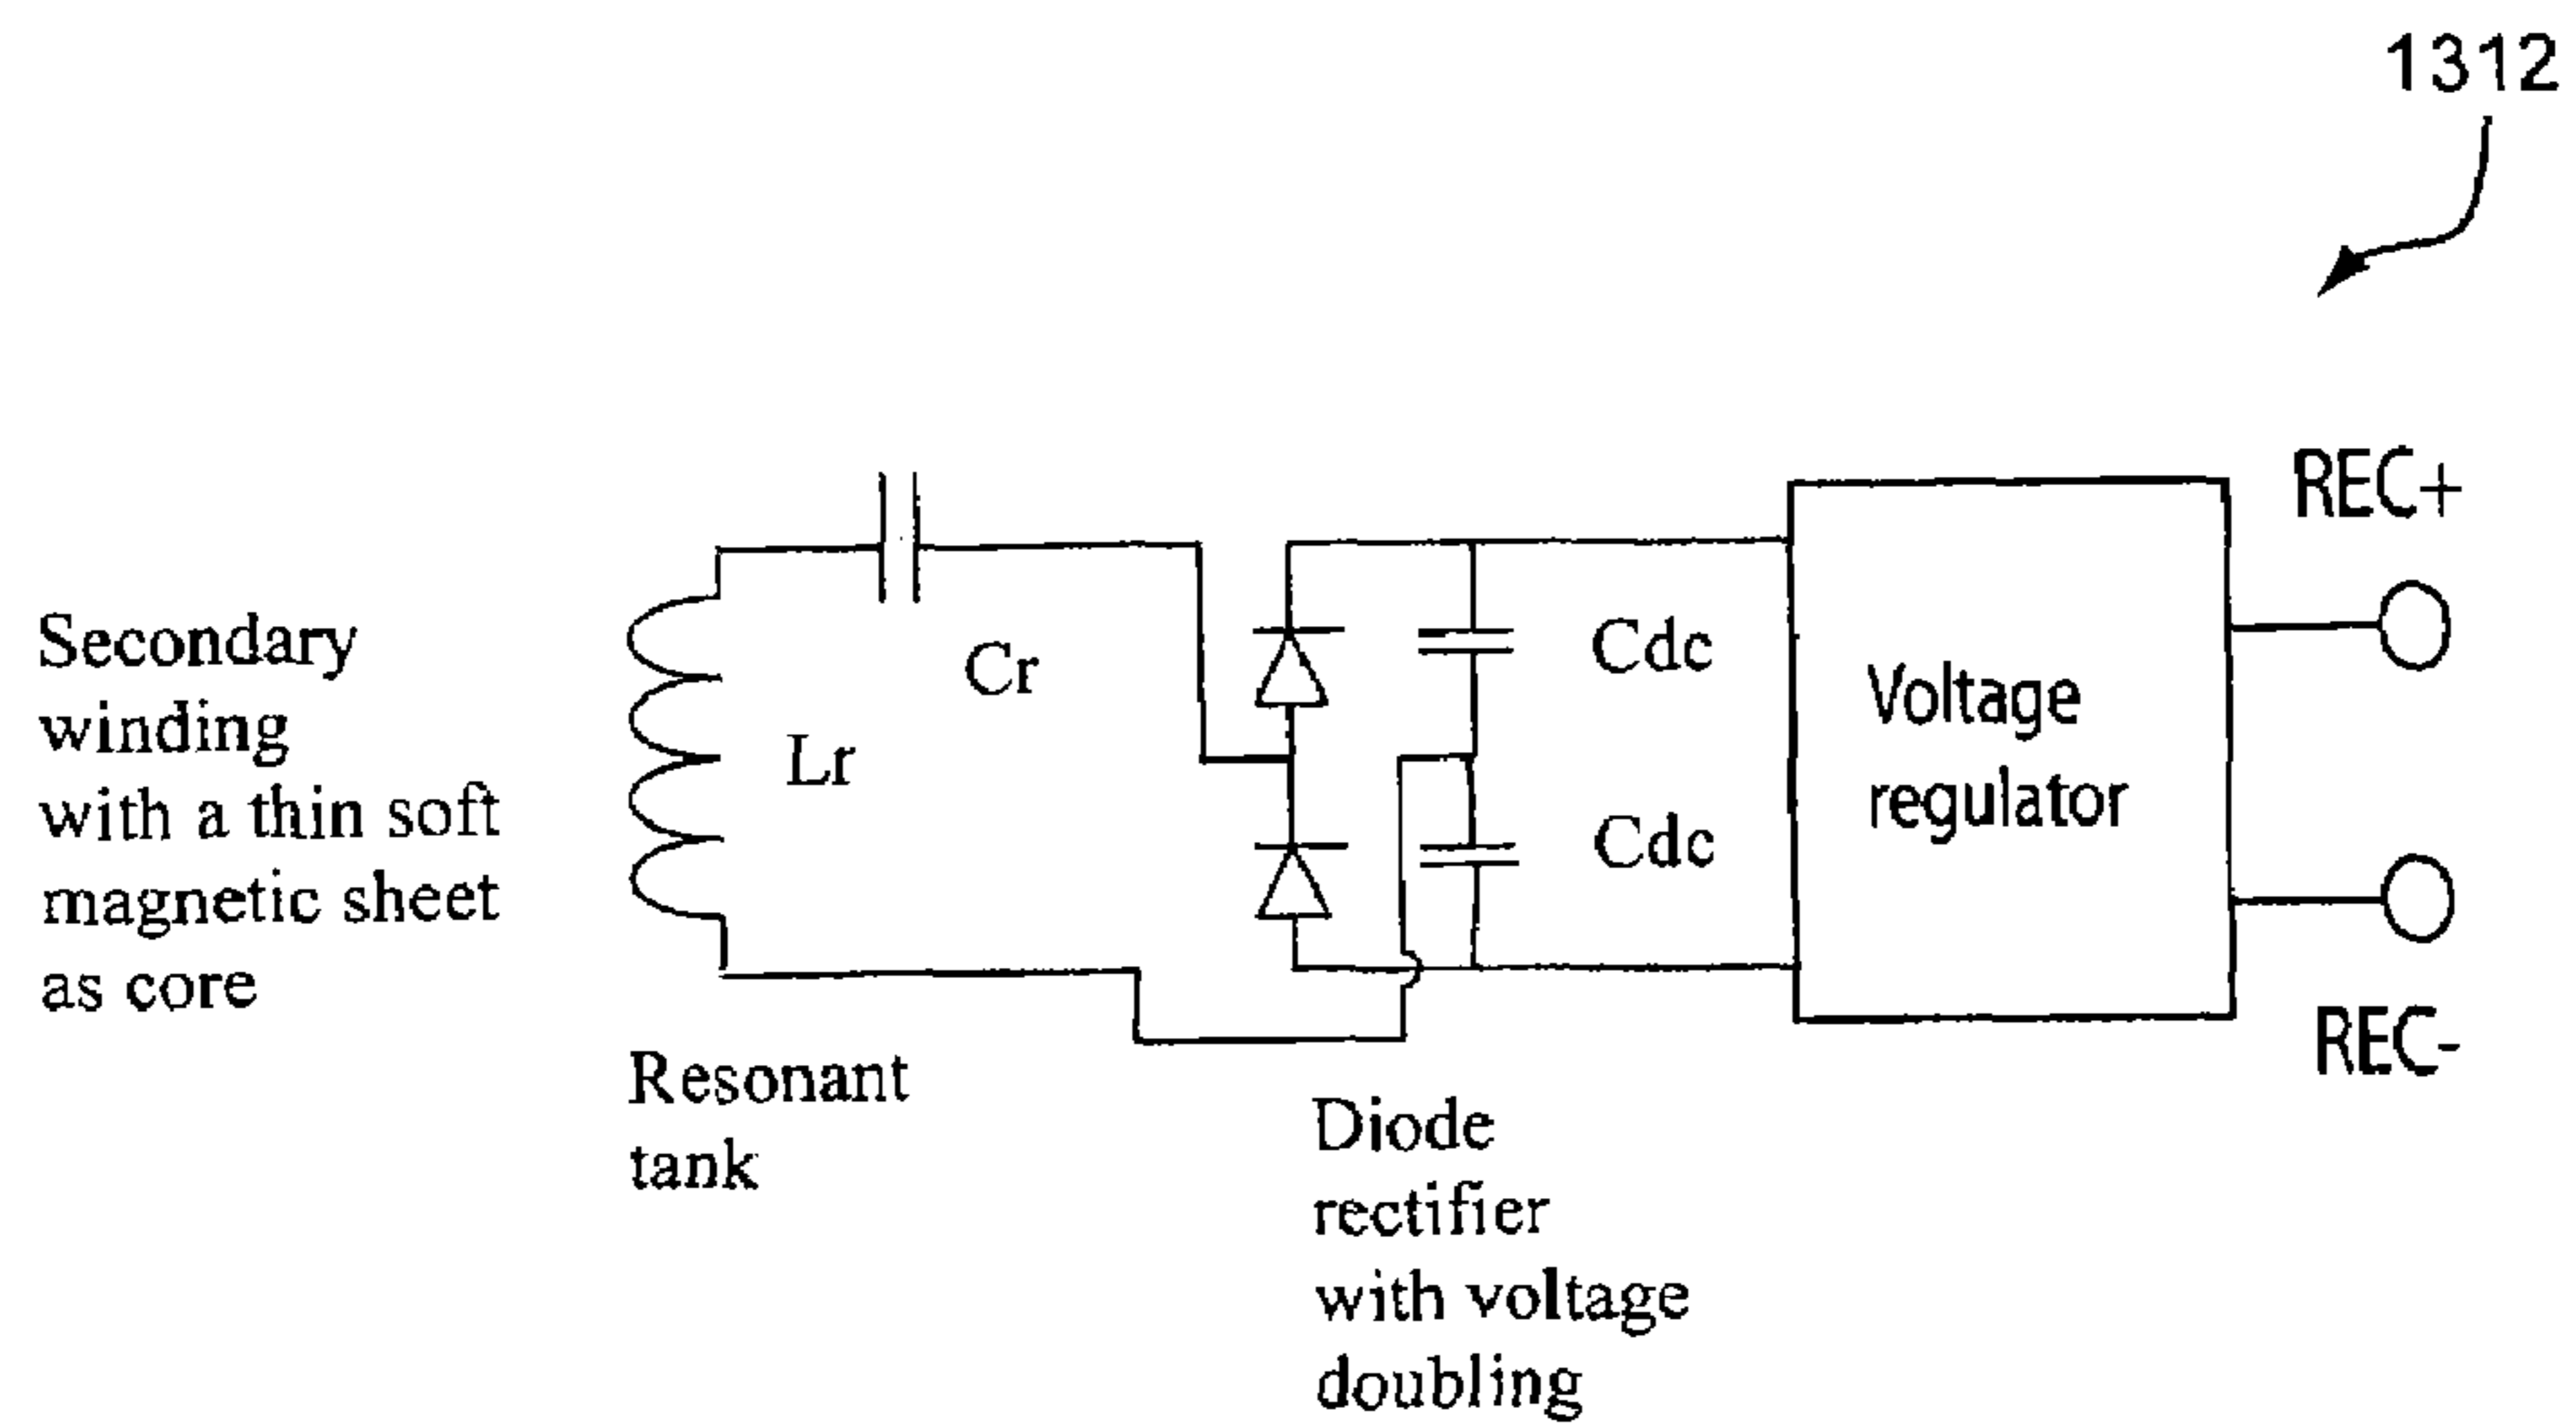 1312
REC+
Secondary
winding
with a thin soft
magnetic sheet
as core
Cr
Lr
Cdc
Cdc
Voltage
regulator
REC-
Resonant
tank
Diode
rectifier
with voltage
doubling